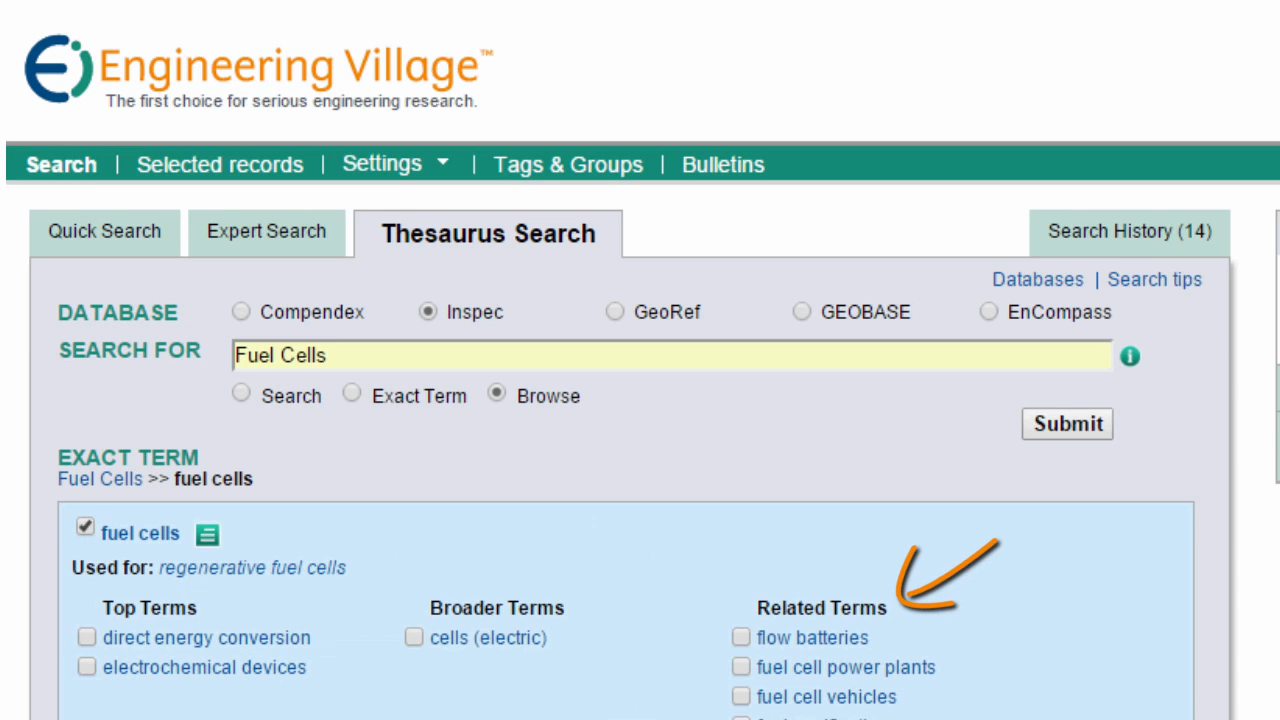 Engineering Village™
The first choice for serious engineering research.
Search | Selected records | Settings | Tags & Groups | Bulletins
Quick Search Expert Search Thesaurus Search Search History (14)
Databases | Search tips
DATABASE Compendex Inspec GeoRef GEOBASE EnCompass
SEARCH FOR Fuel Cells
Search Exact Term Browse
Submit
EXACT TERM
Fuel Cells >> fuel cells
fuel cells
Used for: regenerative fuel cells
Top Terms Broader Terms Related Terms
direct energy conversion cells (electric) flow batteries
electrochemical devices fuel cell power plants
fuel cell vehicles